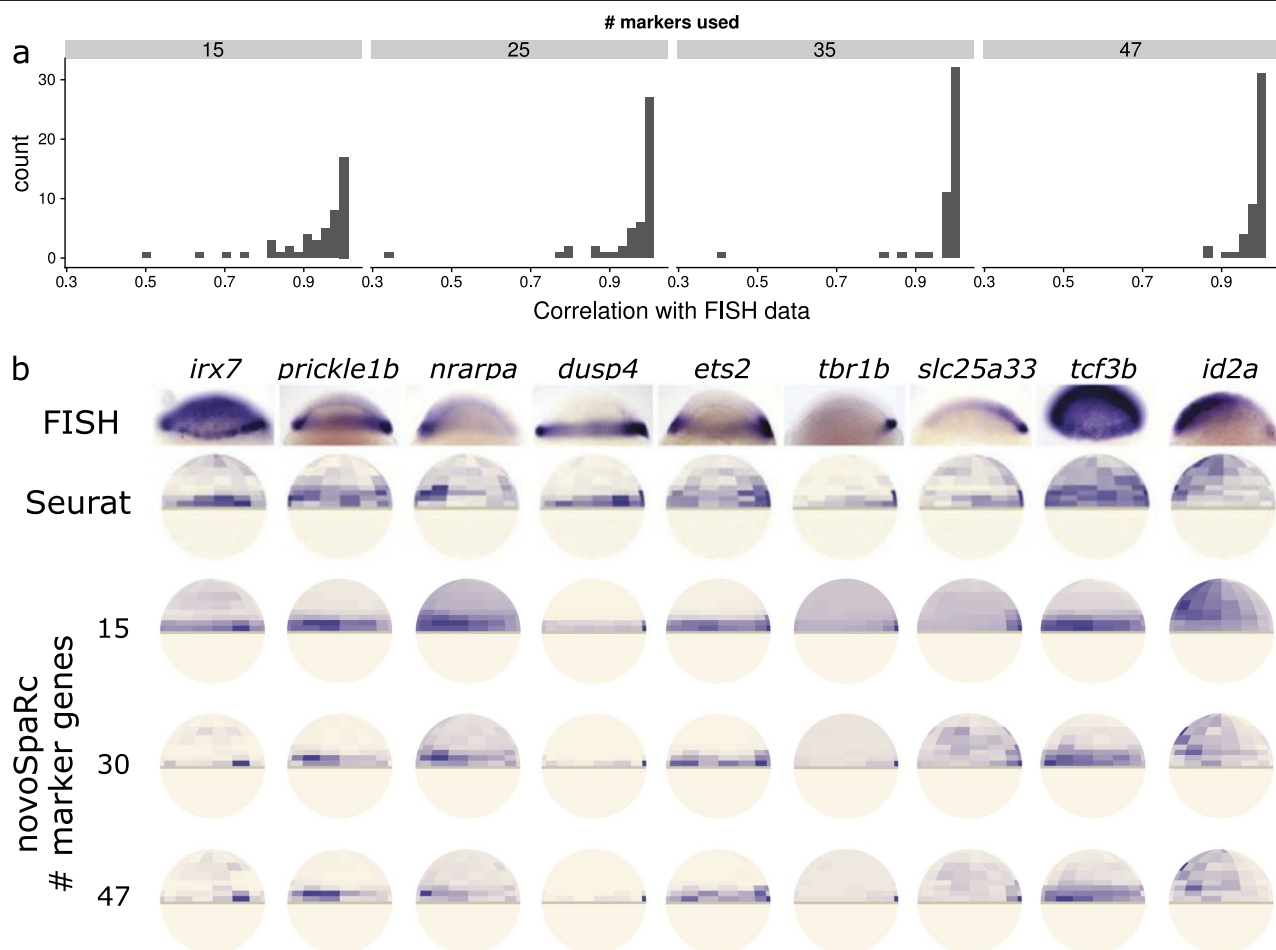 # markers used
a
15 25 35 47
30
20
10
0
count
0.3 0.5 0.7 0.9 0.3 0.5 0.7 0.9 0.3 0.5 0.7 0.9 0.3 0.5 0.7 0.9
Correlation with FISH data
b
irx7 prickle1b nrarpa dusp4 ets2 tbr1b slc25a33 tcf3b id2a
FISH
Seurat
novoSpaRc
# marker genes
15
30
47